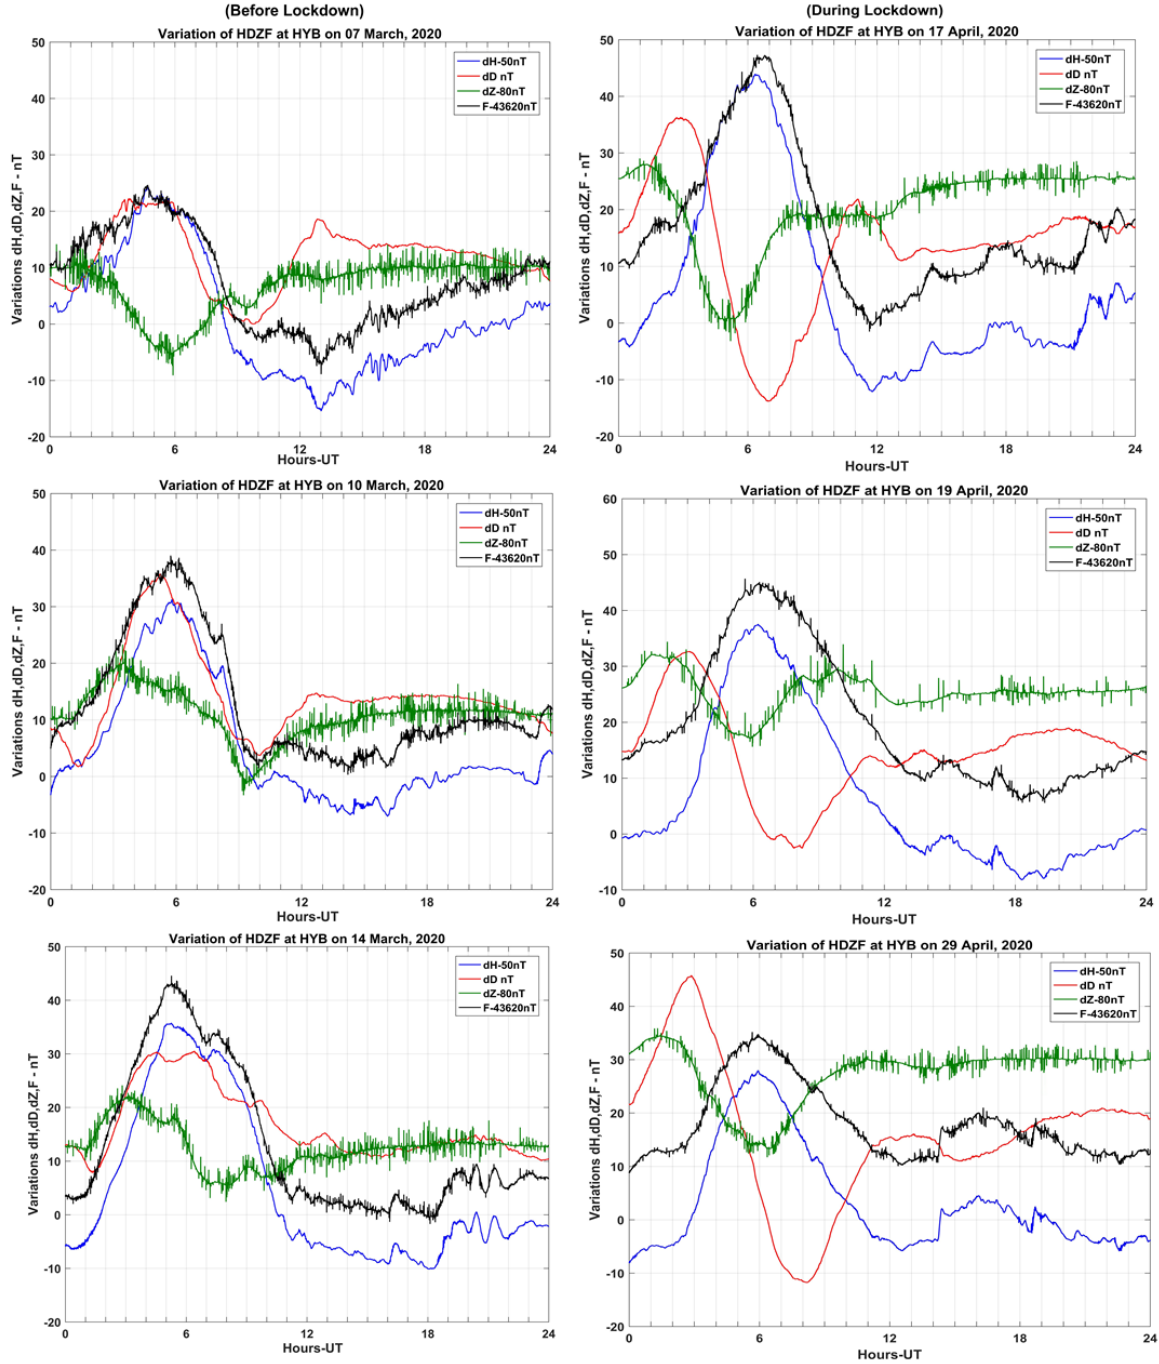 (Before Lockdown)
Variation of HDZF at HYB on 07 March, 2020
50
40
30
20
10
0
-10
-20
Variations dH,dD,dZ,F - nT
dH-50nT
dD nT
dZ-80nT
F-43620nT
0 6 12 18 24
Hours-UT
(During Lockdown)
Variation of HDZF at HYB on 17 April, 2020
50
40
30
20
10
0
-10
-20
Variations dH,dD,dZ,F - nT
dH-50nT
dD nT
dZ-80nT
F-43620nT
0 6 12 18 24
Hours-UT
Variation of HDZF at HYB on 10 March, 2020
50
40
30
20
10
0
-10
-20
Variations dH,dD,dZ,F - nT
dH-50nT
dD nT
dZ-80nT
F-43620nT
0 6 12 18 24
Hours-UT
Variation of HDZF at HYB on 19 April, 2020
60
50
40
30
20
10
0
-10
Variations dH,dD,dZ,F - nT
dH-50nT
dD nT
dZ-80nT
F-43620nT
0 6 12 18 24
Hours-UT
Variation of HDZF at HYB on 14 March, 2020
50
40
30
20
10
0
-10
-20
Variations dH,dD,dZ,F - nT
dH-50nT
dD nT
dZ-80nT
F-43620nT
0 6 12 18 24
Hours-UT
Variation of HDZF at HYB on 29 April, 2020
50
40
30
20
10
0
-10
-20
Variations dH,dD,dZ,F - nT
dH-50nT
dD nT
dZ-80nT
F-43620nT
0 6 12 18 24
Hours-UT